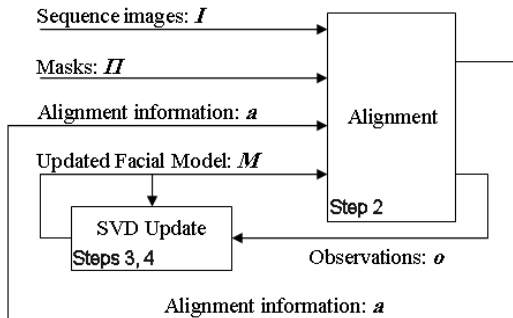 Sequence images: I
Masks: Π
Alignment information: a
Alignment
Updated Facial Model: M
Step 2
SVD Update
Steps 3, 4
Observations: o
Alignment information: a